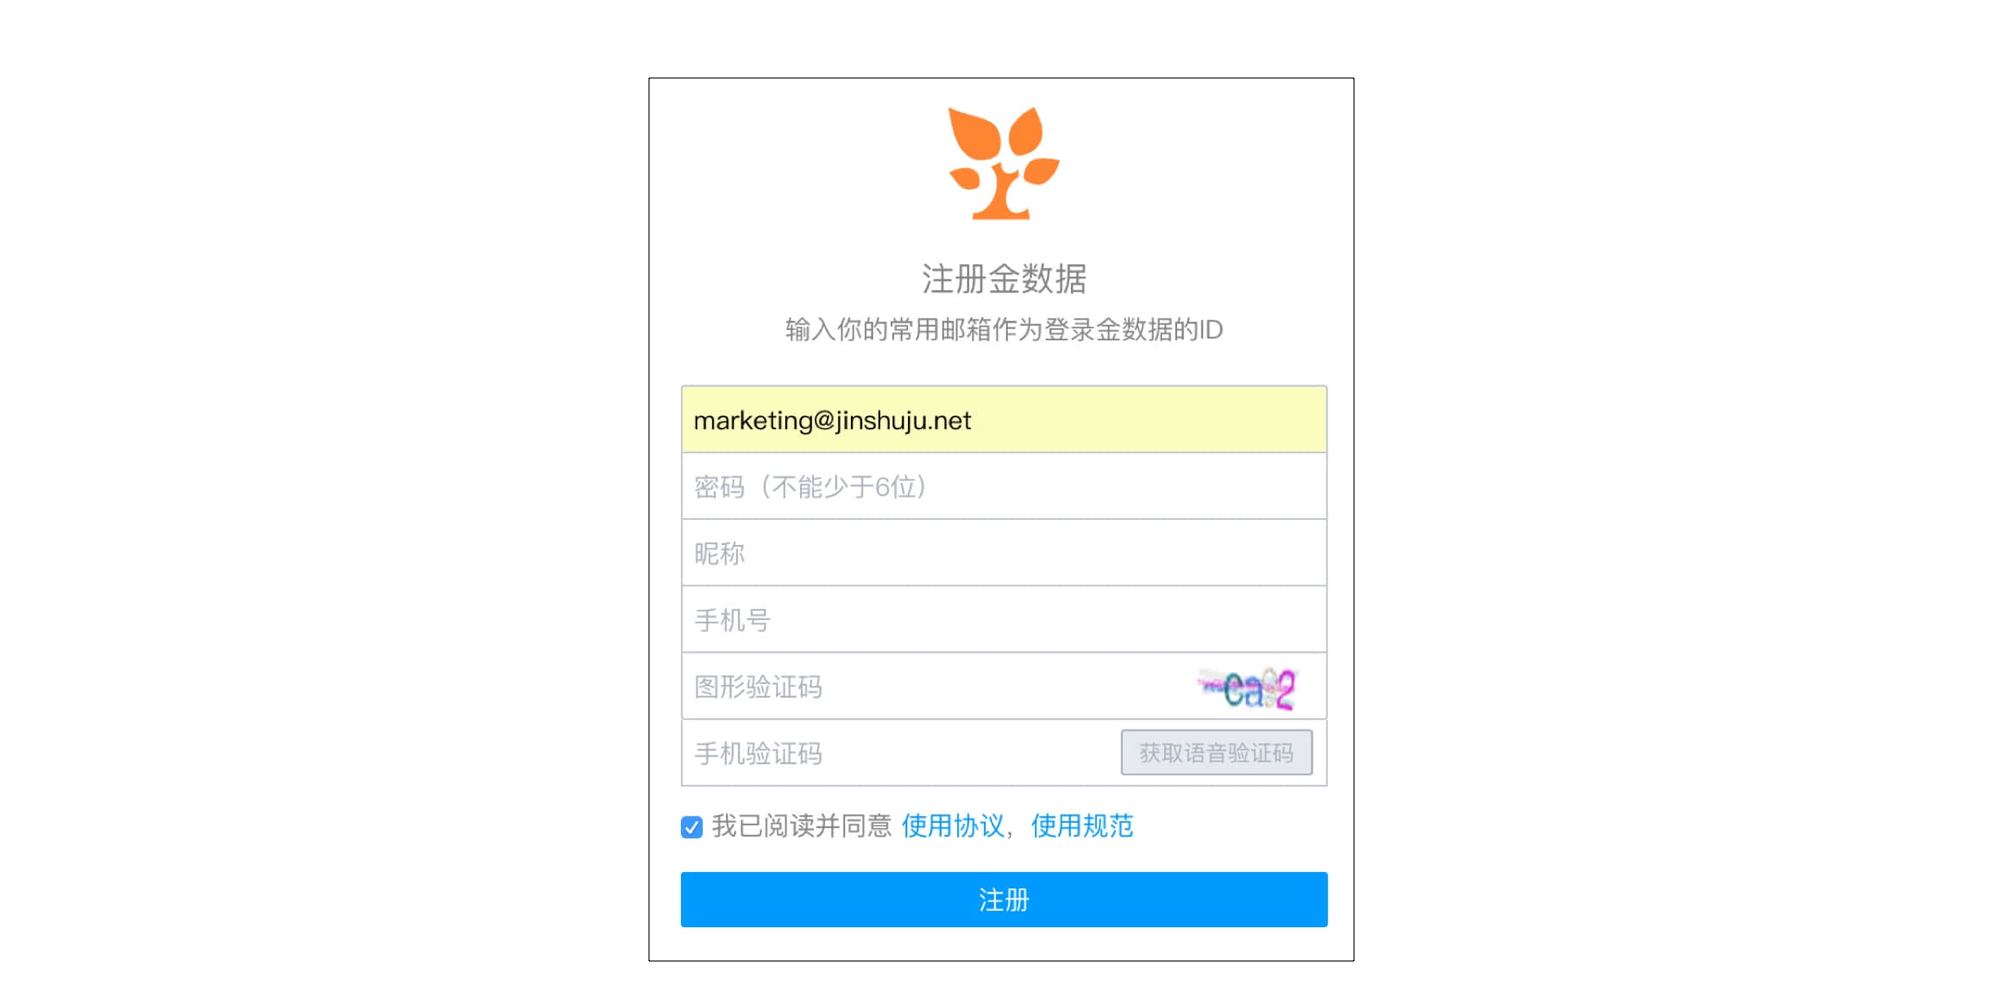 注册金数据
输入你的常用邮箱作为登录金数据的ID
marketing@jinshuju.net
密码（不能少于6位）
昵称
手机号
图形验证码
手机验证码 获取语音验证码
我已阅读并同意 使用协议，使用规范
注册